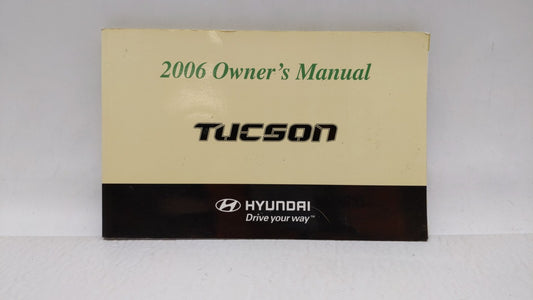 2006 Owner's Manual
TUCSON
HYUNDAI
Drive your way™